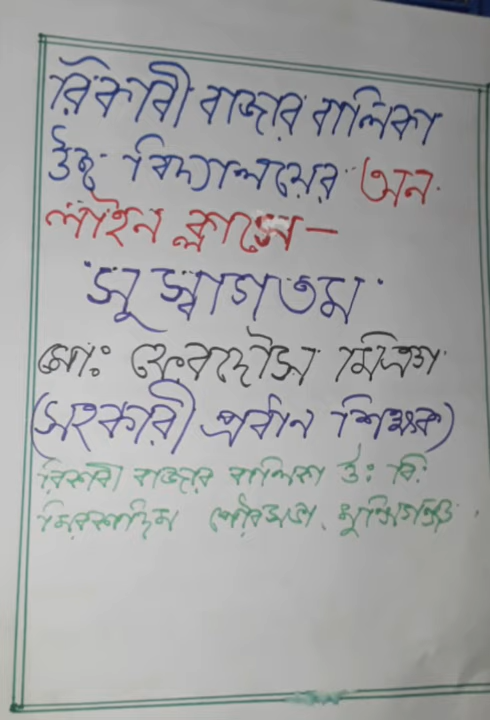 রিকাবী বাজার বালিকা
উচ্চ বিদ্যালয়ের অন
লাইন ক্লাসে-
সু স্বাগতম
মোঃ ফেরদৌস মিয়া
(সহকারী প্রধান শিক্ষক)
রিকাবী বাজার বালিকা উঃ বি:
মিরকাদিম পৌরসভা, মুন্সিগঞ্জ